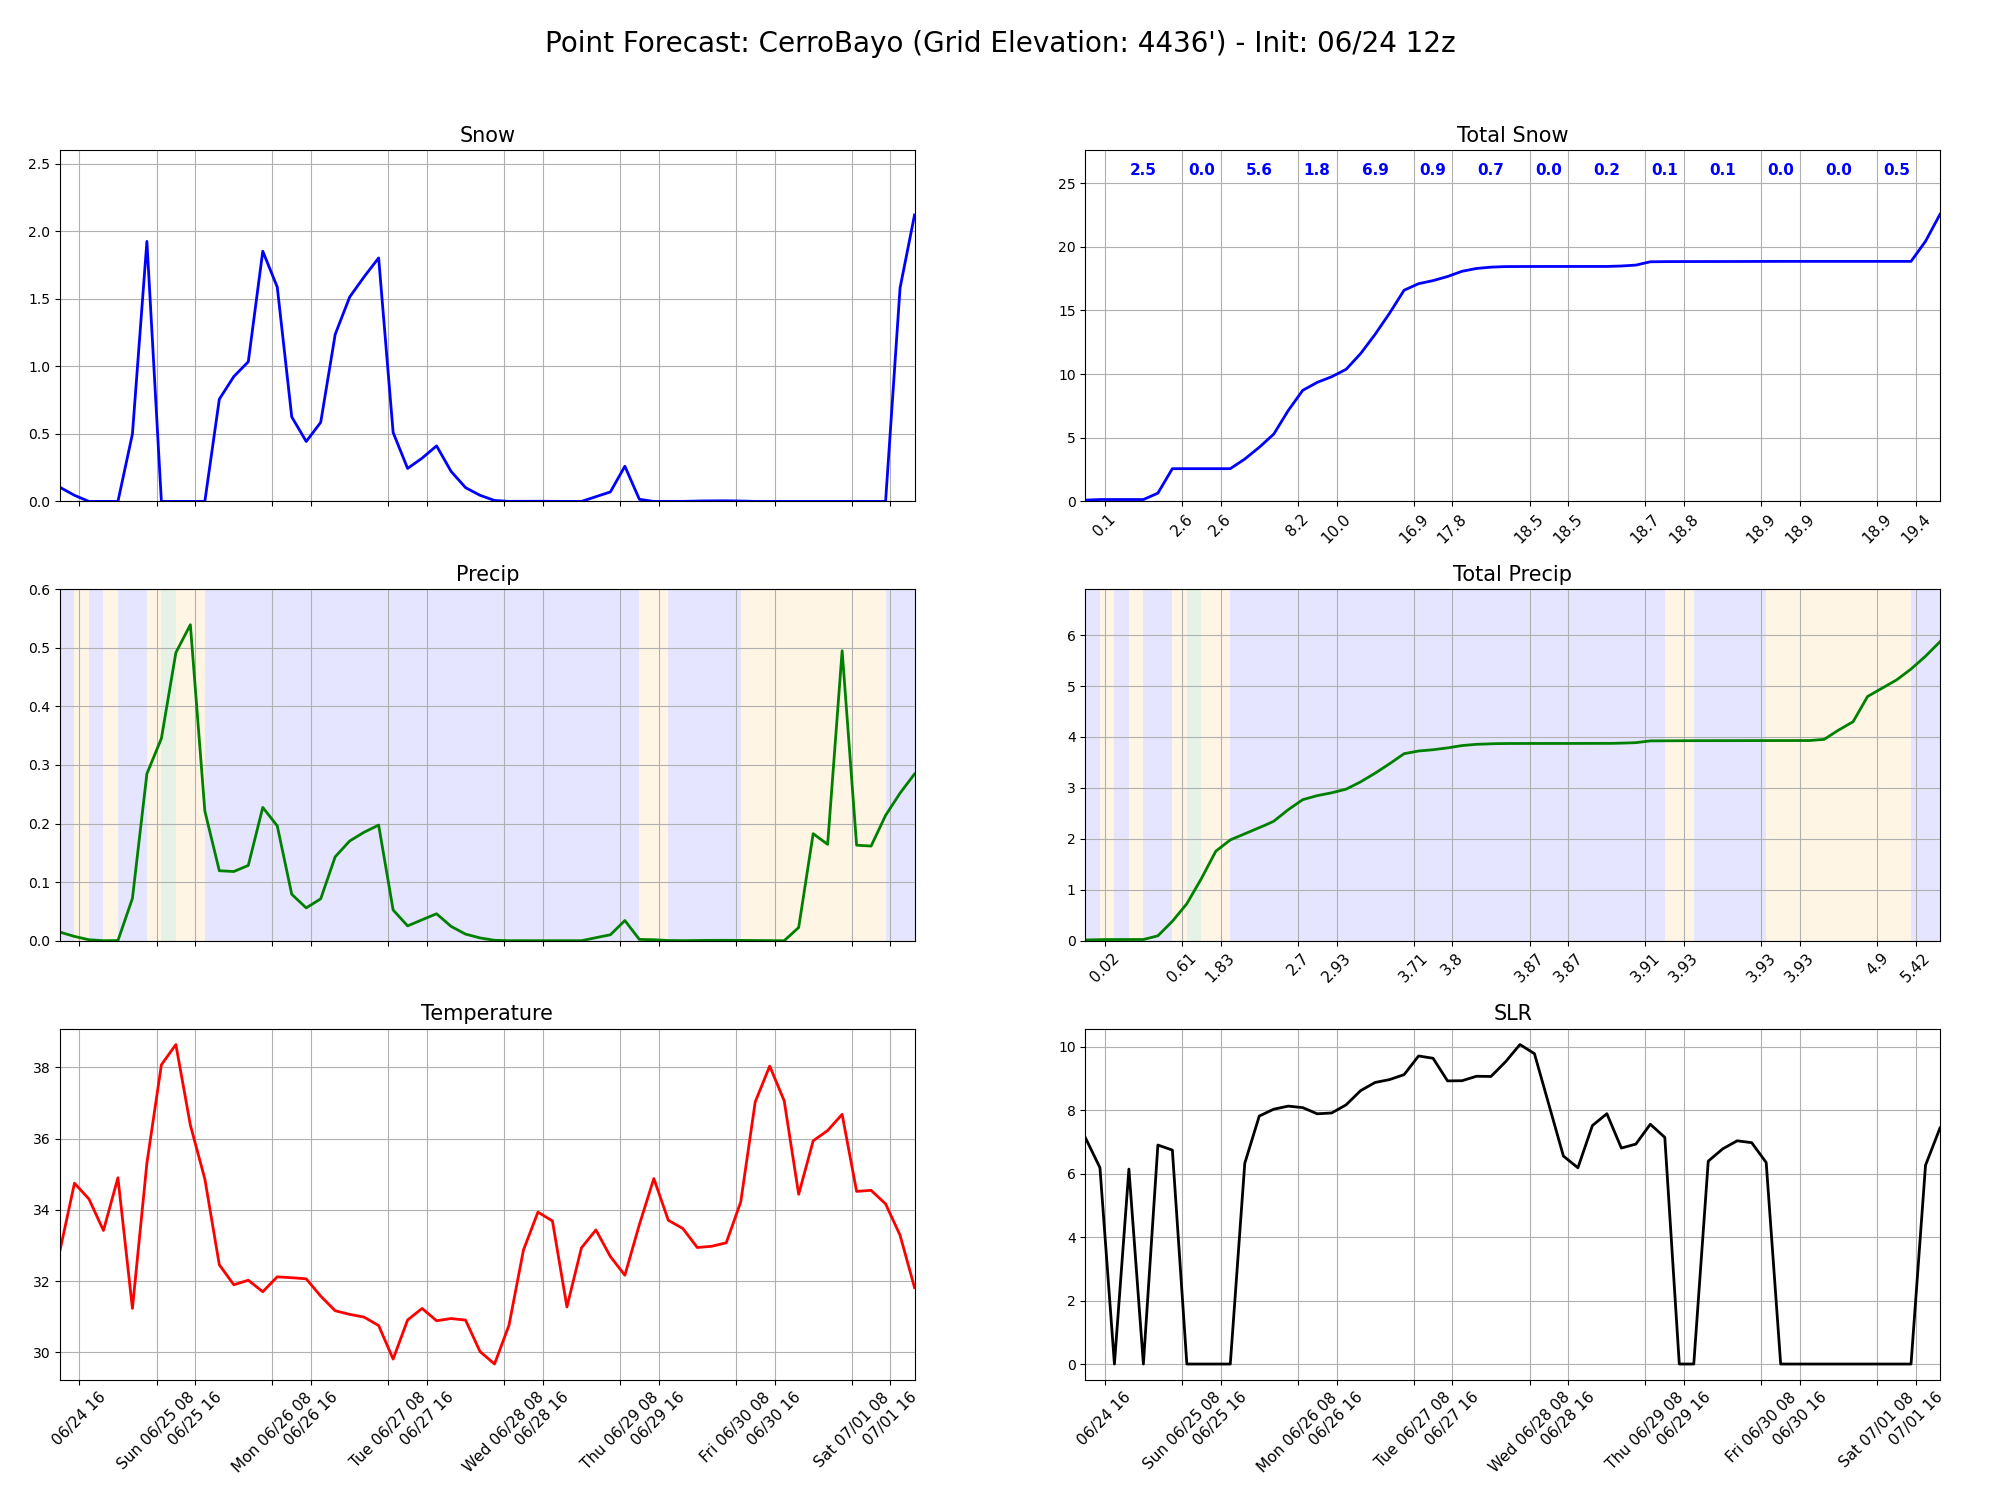 Point Forecast: CerroBayo (Grid Elevation: 4436') - Init: 06/24 12z
Snow
2.5
2.0
1.5
1.0
0.5
0.0
Total Snow
2.5 0.0 5.6 1.8 6.9 0.9 0.7 0.0 0.2 0.1 0.1 0.0 0.0 0.5
25
20
15
10
5
0
0.1 2.6 2.6 8.2 10.0 16.9 17.8 18.5 18.5 18.7 18.8 18.9 18.9 18.9 19.4
Precip
0.6
0.5
0.4
0.3
0.2
0.1
0.0
Total Precip
6
5
4
3
2
1
0
0.02 0.61 1.83 2.7 2.93 3.71 3.8 3.87 3.87 3.91 3.93 3.93 3.93 4.9 5.42
Temperature
38
36
34
32
30
06/24 16
Sun 06/25 08
06/25 16
Mon 06/26 08
06/26 16
Tue 06/27 08
06/27 16
Wed 06/28 08
06/28 16
Thu 06/29 08
06/29 16
Fri 06/30 08
06/30 16
Sat 07/01 08
07/01 16
SLR
10
8
6
4
2
0
06/24 16
Sun 06/25 08
06/25 16
Mon 06/26 08
06/26 16
Tue 06/27 08
06/27 16
Wed 06/28 08
06/28 16
Thu 06/29 08
06/29 16
Fri 06/30 08
06/30 16
Sat 07/01 08
07/01 16